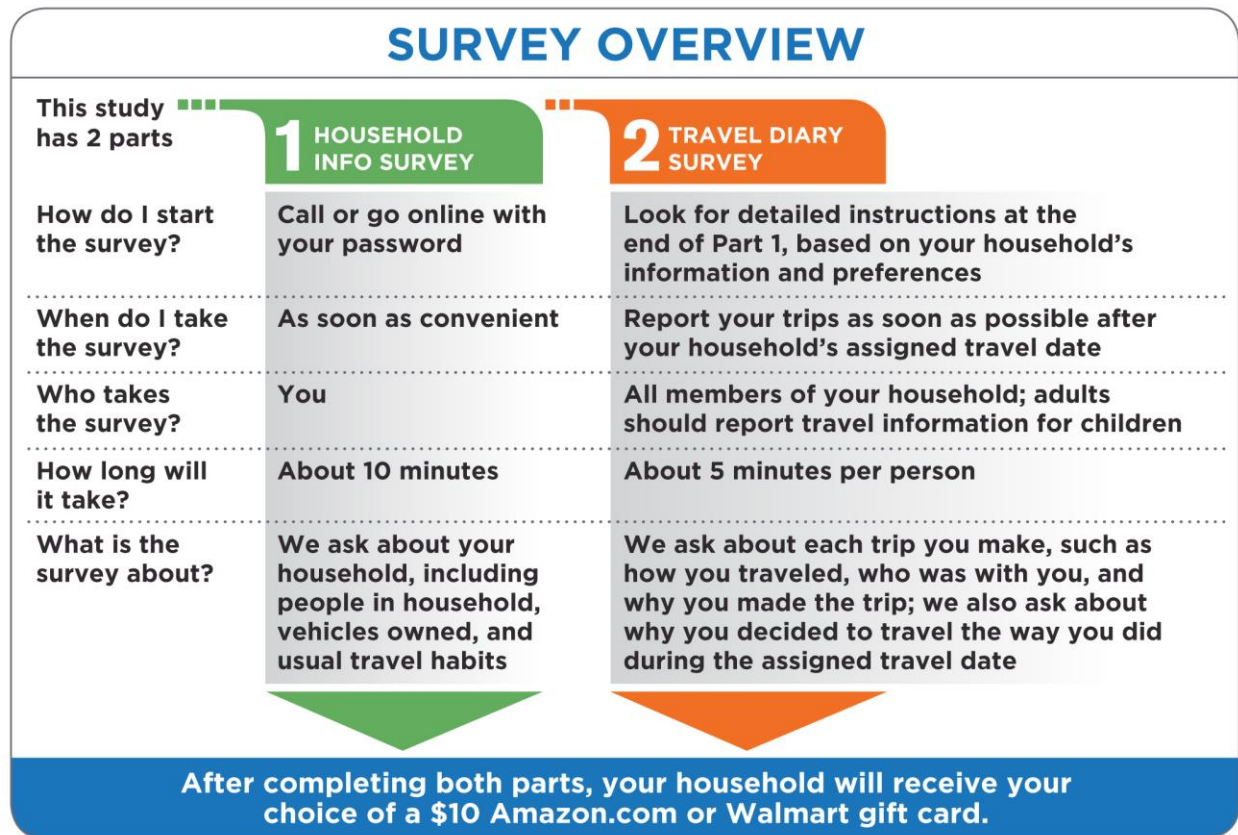 SURVEY OVERVIEW
This study
has 2 parts
1 HOUSEHOLD
INFO SURVEY
2 TRAVEL DIARY
SURVEY
How do I start
the survey?
Call or go online with
your password
Look for detailed instructions at the
end of Part 1, based on your household’s
information and preferences
When do I take
the survey?
As soon as convenient
Report your trips as soon as possible after
your household’s assigned travel date
Who takes
the survey?
You
All members of your household; adults
should report travel information for children
How long will
it take?
About 10 minutes
About 5 minutes per person
What is the
survey about?
We ask about your
household, including
people in household,
vehicles owned, and
usual travel habits
We ask about each trip you make, such as
how you traveled, who was with you, and
why you made the trip; we also ask about
why you decided to travel the way you did
during the assigned travel date
After completing both parts, your household will receive your
choice of a $10 Amazon.com or Walmart gift card.